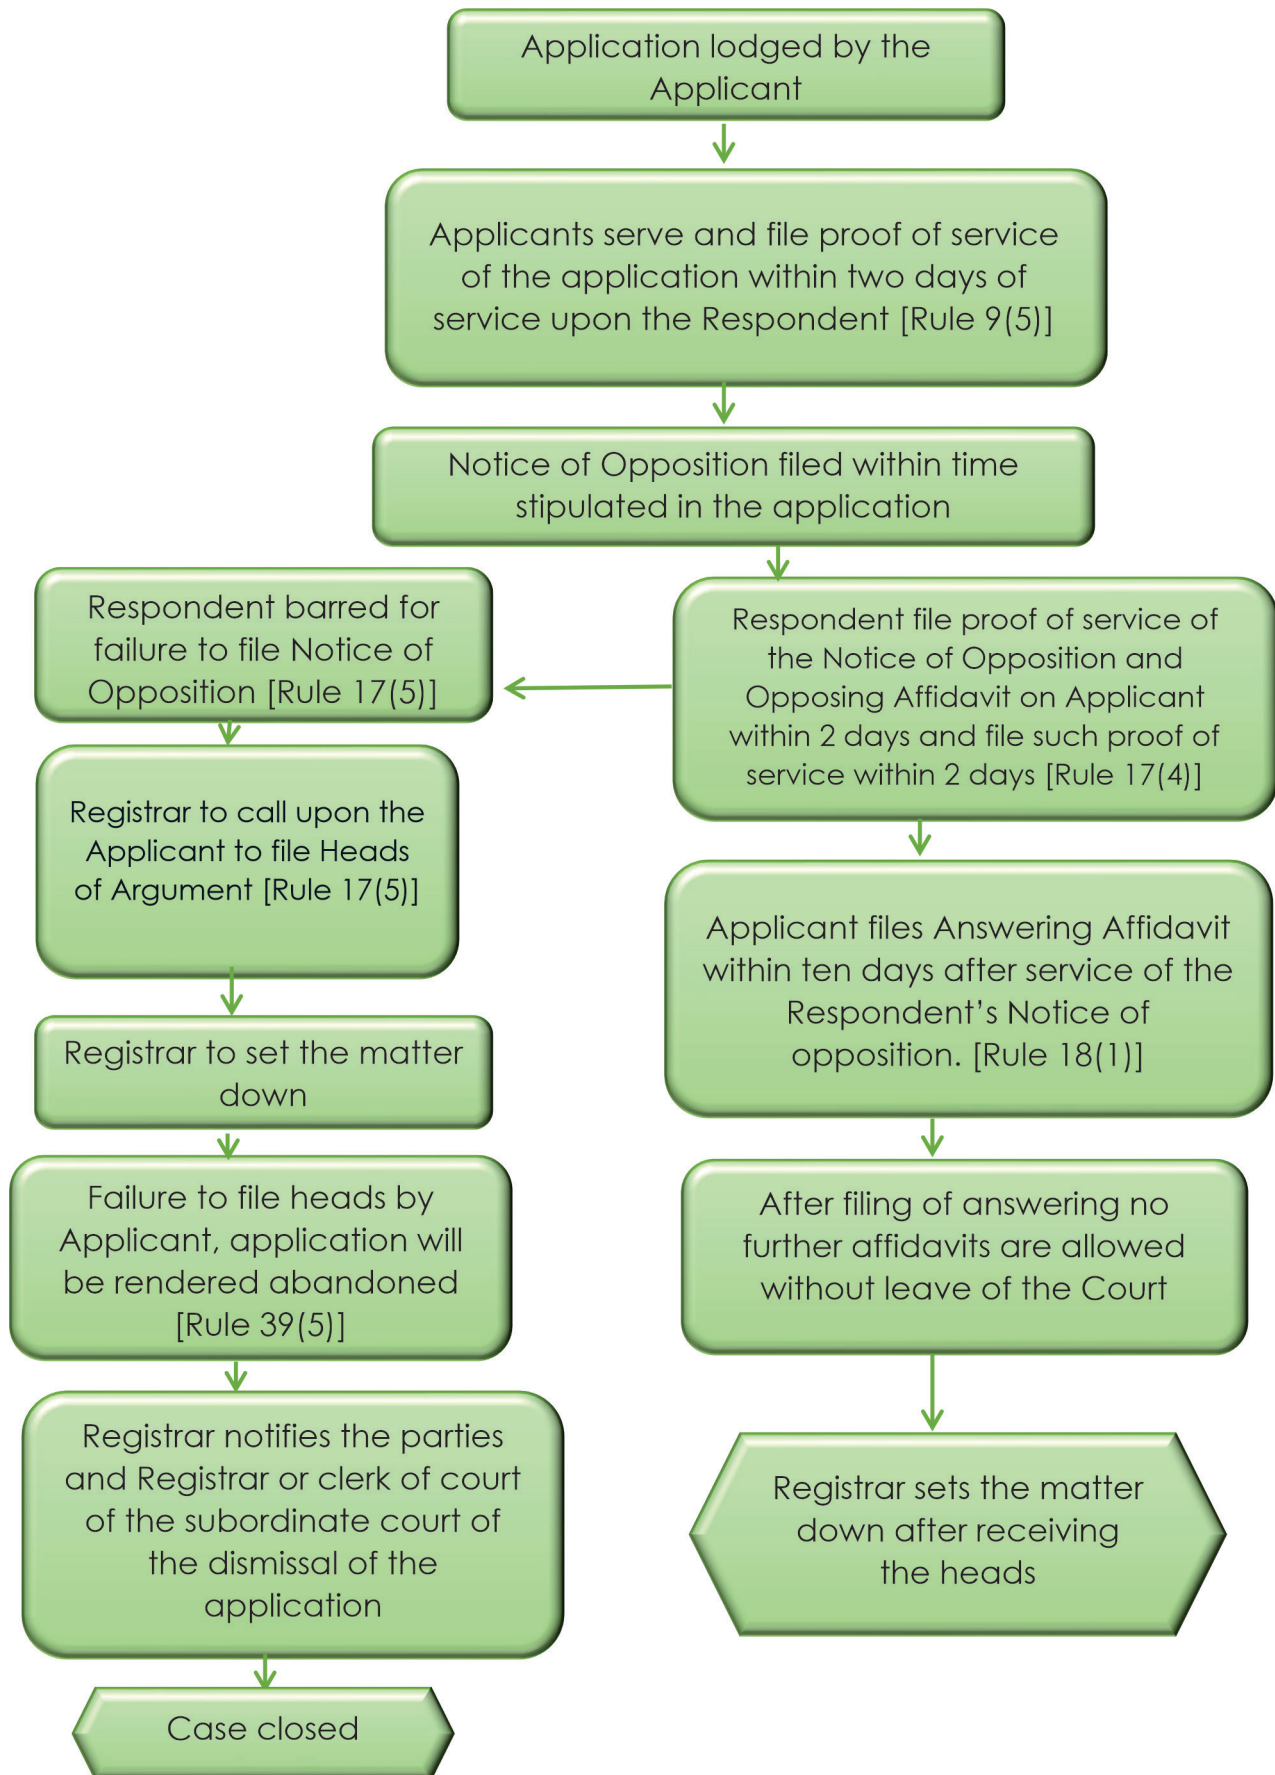 Application lodged by the
Applicant
Applicants serve and file proof of service
of the application within two days of
service upon the Respondent [Rule 9(5)]
Notice of Opposition filed within time
stipulated in the application
Respondent barred for
failure to file Notice of
Opposition [Rule 17(5)]
Respondent file proof of service of
the Notice of Opposition and
Opposing Affidavit on Applicant
within 2 days and file such proof of
service within 2 days [Rule 17(4)]
Registrar to call upon the
Applicant to file Heads
of Argument [Rule 17(5)]
Applicant files Answering Affidavit
within ten days after service of the
Respondent’s Notice of
opposition. [Rule 18(1)]
Registrar to set the matter
down
Failure to file heads by
Applicant, application will
be rendered abandoned
[Rule 39(5)]
After filing of answering no
further affidavits are allowed
without leave of the Court
Registrar notifies the parties
and Registrar or clerk of court
of the subordinate court of
the dismissal of the
application
Registrar sets the matter
down after receiving
the heads
Case closed